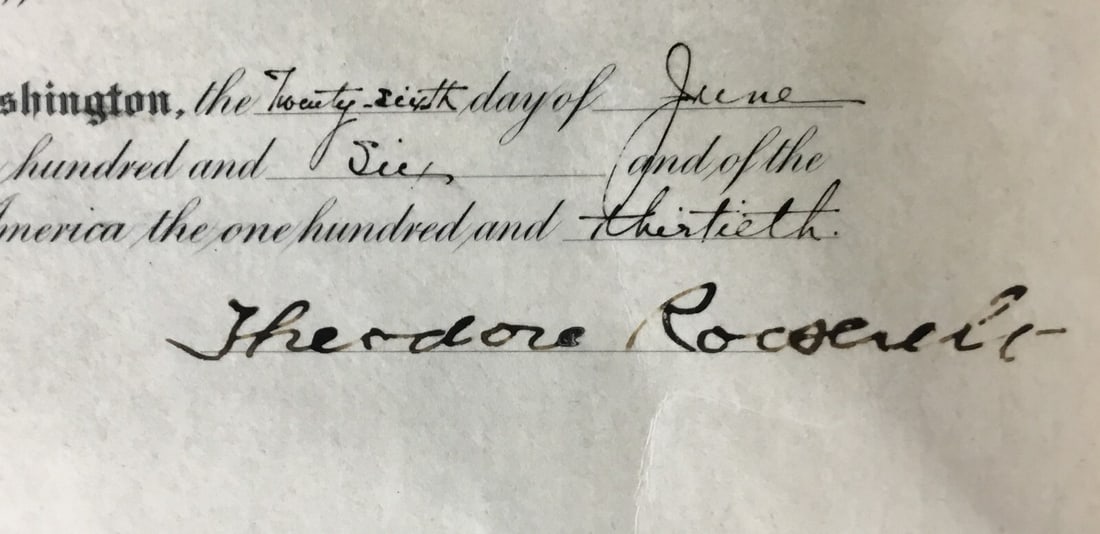 shington, the Twenty-sixth day of June
hundred and Six, and of the
merica the one hundred and thirtieth.
Theodore Roosevelt